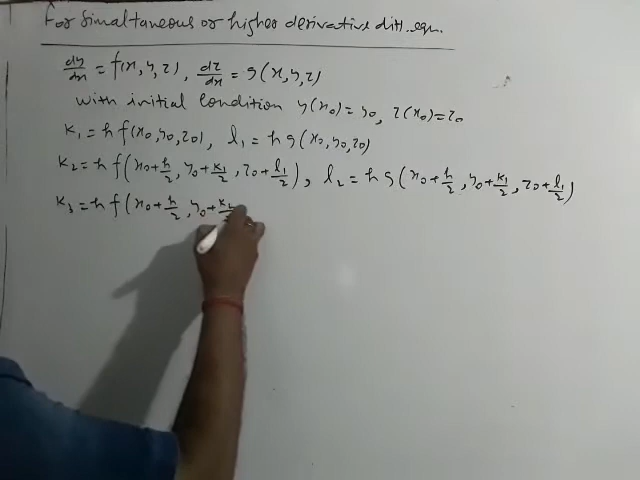 For Simaltaneous or higher derivative diff. equn.
dy/dx = f(x, y, z), dz/dx = g(x, y, z)
with initial condition y(x₀) = y₀, z(x₀) = z₀
K₁ = h f(x₀, y₀, z₀), l₁ = h g(x₀, y₀, z₀)
K₂ = h f(x₀ + h/2, y₀ + K₁/2, z₀ + l₁/2), l₂ = h g(x₀ + h/2, y₀ + K₁/2, z₀ + l₁/2)
K₃ = h f(x₀ + h/2, y₀ + K₂/2